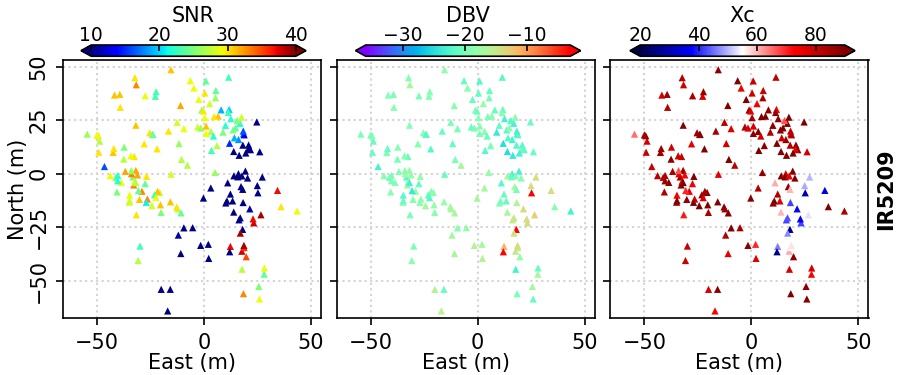 SNR DBV Xc
10 20 30 40 −30 −20 −10 20 40 60 80
50
25
0
−25
−50
North (m)
−50 0 50 −50 0 50 −50 0 50
East (m) East (m) East (m)
IR5209